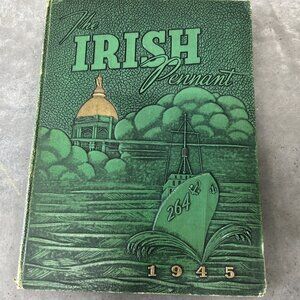 The
IRISH
Pennant
264
1945